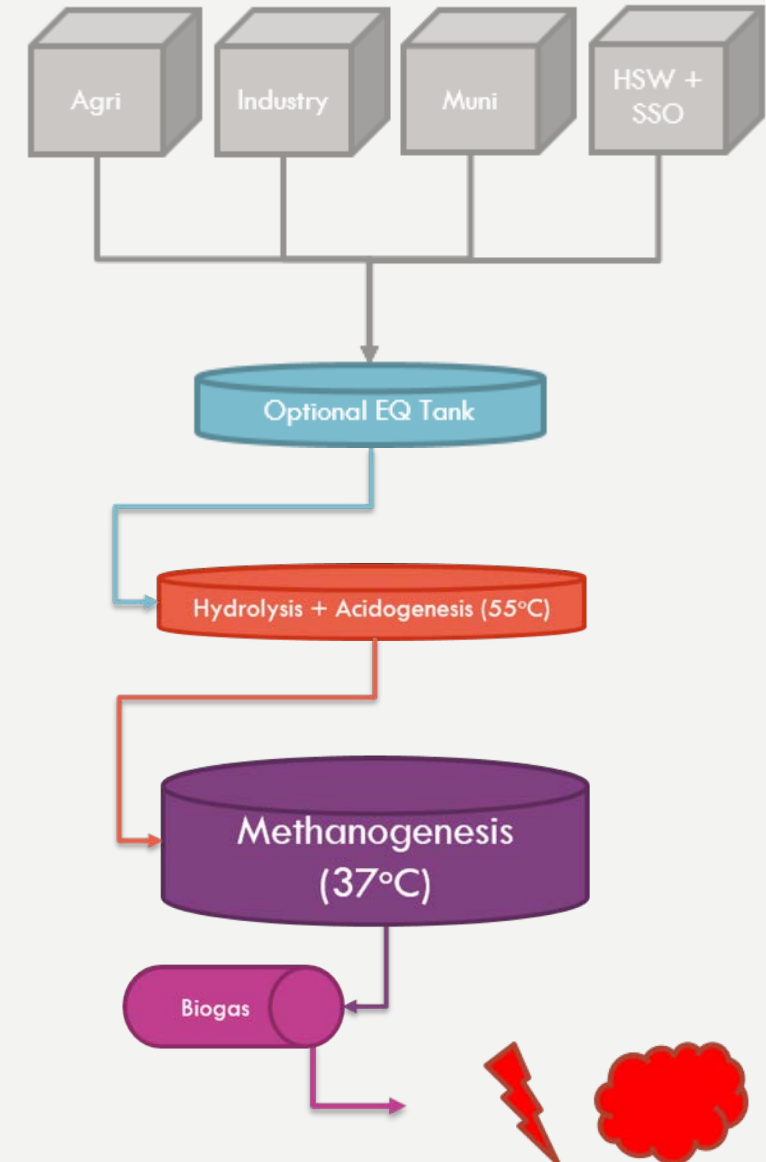 Agri
Industry
Muni
HSW +
SSO
Optional EQ Tank
Hydrolysis + Acidogenesis (55°C)
Methanogenesis
(37°C)
Biogas